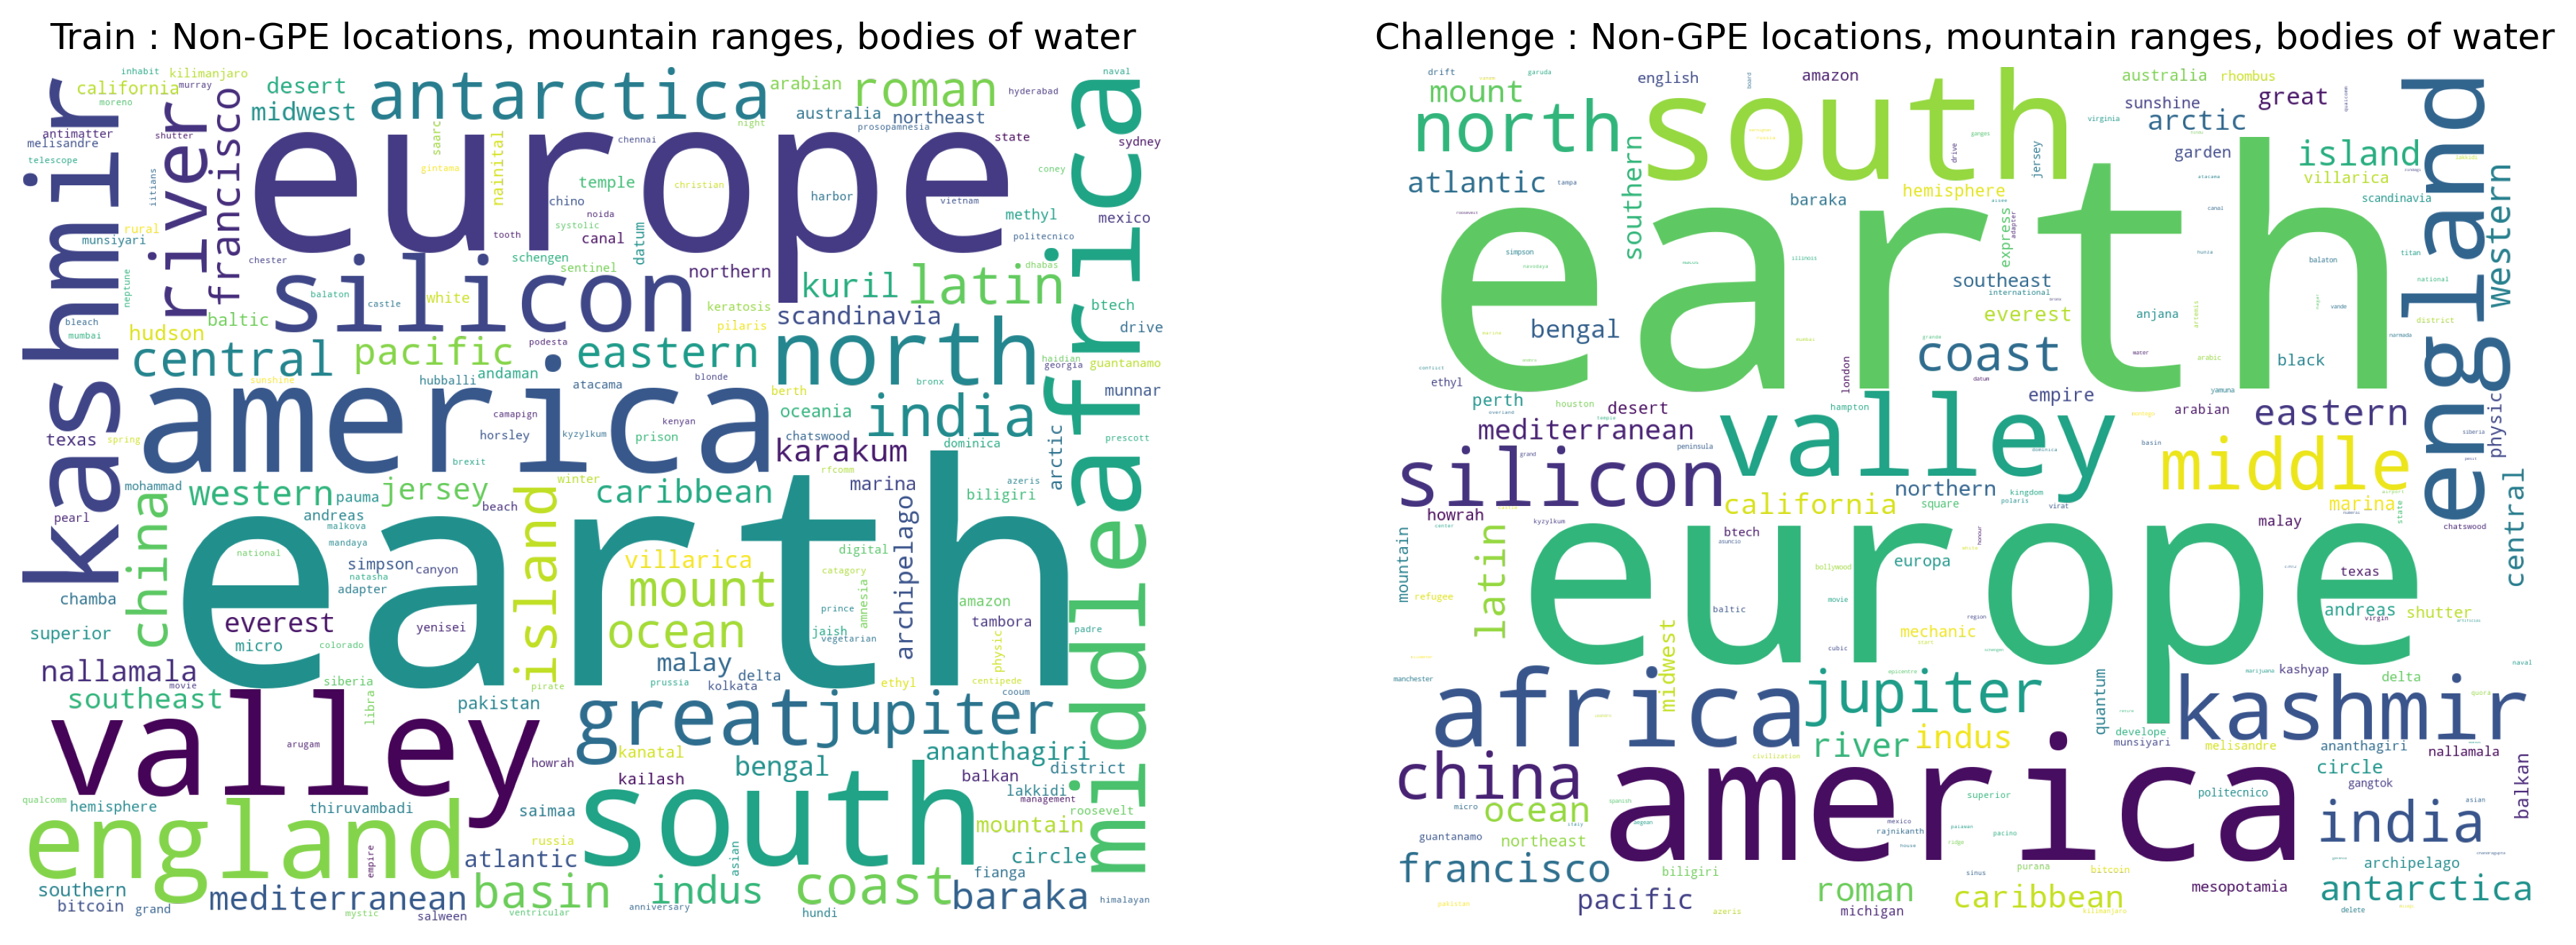 Train : Non-GPE locations, mountain ranges, bodies of water
inhabit
kilimanjaro
california
murray
moreno
desert
midwest
antarctica
arabian
roman
naval
hyderabad
australia
northeast
night
prosopamnesia
state
sydney
antimatter
shutter
melisandre
telescope
kashmir
river
francisco
iitians
europe
saarc
chennai
gintama
nainital
temple
christian
chino
harbor
vietnam
coney
methyl
mexico
politecnico
africa
rural
munsiyari
noida
systolic
tooth
canal
datum
chester
schengen
sentinel
northern
neptune
silicon
kuril
latin
dhabas
btech
balaton
castle
white
keratosis
pilaris
scandinavia
drive
bleach
mumbai
hudson
baltic
podesta
central
pacific
eastern
north
haidian
georgia
guantanamo
sunshine
hubballi
andaman
atacama
blonde
berth
bronx
munnar
america
camapign
kenyan
oceania
india
texas
spring
horsley
kyzylkum
prison
chatswood
dominica
prescott
brexit
karakum
arctic
mohammad
western
pauma
jersey
winter
caribbean
rfcomm
marina
azeris
biligiri
pearl
china
andreas
beach
malkova
mandaya
island
archipelago
earth
national
simpson
canyon
natasha
adapter
villarica
digital
catagory
mount
amnesia
amazon
chamba
prince
superior
everest
yenisei
ocean
jaish
vegetarian
tambora
padre
micro
colorado
nallamala
movie
malay
physic
southeast
siberia
libra
pirate
prussia
delta
kolkata
ethyl
centipede
cooum
pakistan
valley
great
jupiter
middle
arugam
kanatal
howrah
kailash
bengal
ananthagiri
balkan
district
lakkidi
management
qualcomm
hemisphere
thiruvambadi
saimaa
south
roosevelt
mountain
england
russia
empire
atlantic
asian
circle
southern
bitcoin
grand
mediterranean
mystic
salween
basin
ventricular
anniversary
indus
coast
hundi
fianga
baraka
himalayan
Challenge : Non-GPE locations, mountain ranges, bodies of water
drift
garuda
english
amazon
australia
rhombus
mount
north
south
sunshine
great
arctic
virginia
ganges
drive
jersey
garden
island
atlantic
tampa
southern
hemisphere
villarica
baraka
scandinavia
england
western
earth
express
adapter
canal
simpson
illinois
southeast
international
balaton
titan
national
bengal
everest
anjana
vande
district
narmada
coast
black
arabic
ethyl
london
water
datum
empire
yamuna
perth
houston
desert
hampton
arabian
eastern
physic
mediterranean
valley
peninsula
grand
basin
siberia
silicon
middle
northern
kingdom
polaris
california
square
virat
marina
state
howrah
center
kyzylkum
btech
malay
chatswood
central
latin
asuncio
honour
europe
mountain
bollywood
europa
texas
refugee
movie
baltic
andreas
shutter
virgin
region
midwest
mechanic
start
cubic
manchester
africa
epicentre
marijuana
kashyap
delta
naval
jupiter
kashmir
quora
quantum
river
indus
develope
munsiyari
melisandre
ananthagiri
nallamala
china
civilization
america
circle
gangtok
balkan
micro
ocean
spanish
superior
politecnico
asian
guantanamo
northeast
mexico
rajnikanth
pacino
house
ridge
india
francisco
biligiri
sinus
purana
bitcoin
archipelago
pacific
roman
caribbean
mesopotamia
antarctica
pakistan
azeris
michigan
kilimanjaro
delete